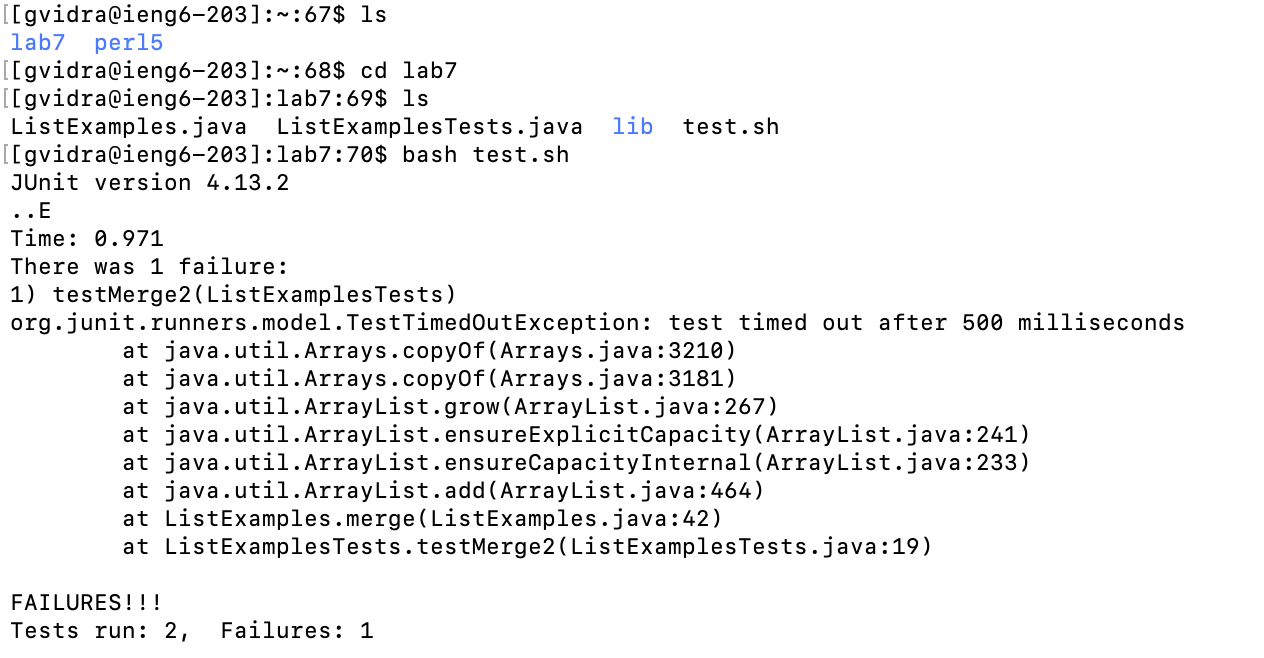 [[gvidra@ieng6-203]:~:67$ ls
lab7  perl5
[[gvidra@ieng6-203]:~:68$ cd lab7
[[gvidra@ieng6-203]:lab7:69$ ls
ListExamples.java  ListExamplesTests.java  lib  test.sh
[[gvidra@ieng6-203]:lab7:70$ bash test.sh
JUnit version 4.13.2
..E
Time: 0.971
There was 1 failure:
1) testMerge2(ListExamplesTests)
org.junit.runners.model.TestTimedOutException: test timed out after 500 milliseconds
        at java.util.Arrays.copyOf(Arrays.java:3210)
        at java.util.Arrays.copyOf(Arrays.java:3181)
        at java.util.ArrayList.grow(ArrayList.java:267)
        at java.util.ArrayList.ensureExplicitCapacity(ArrayList.java:241)
        at java.util.ArrayList.ensureCapacityInternal(ArrayList.java:233)
        at java.util.ArrayList.add(ArrayList.java:464)
        at ListExamples.merge(ListExamples.java:42)
        at ListExamplesTests.testMerge2(ListExamplesTests.java:19)

FAILURES!!!
Tests run: 2,  Failures: 1